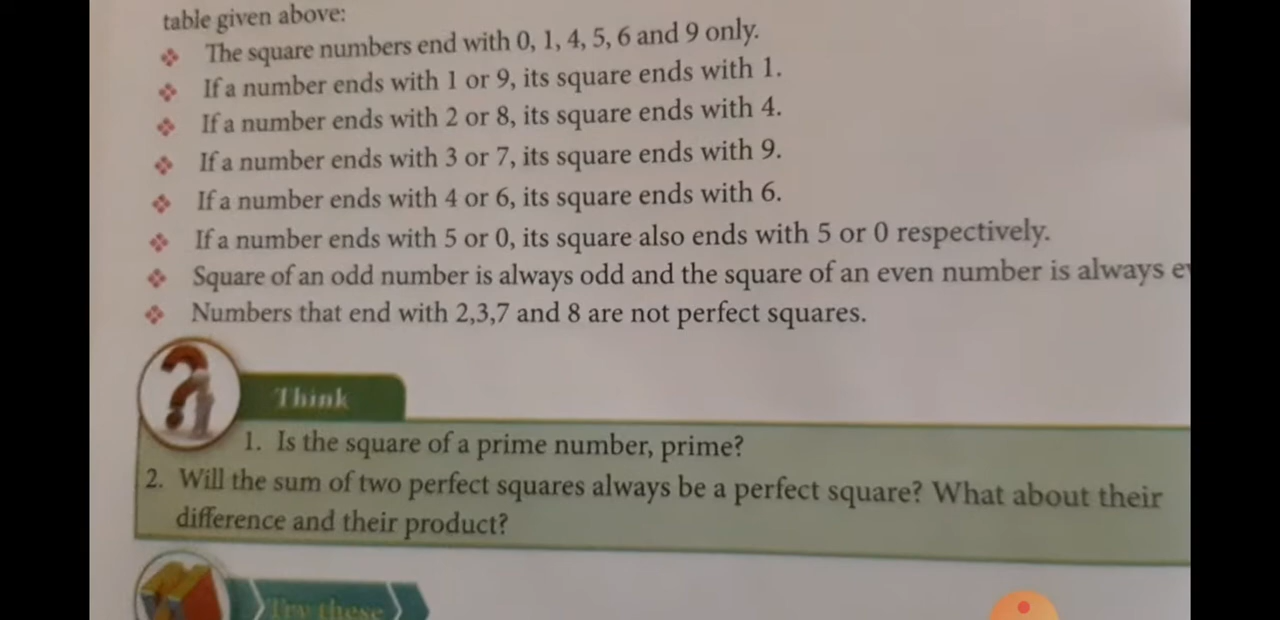 table given above:
❖ The square numbers end with 0, 1, 4, 5, 6 and 9 only.
❖ If a number ends with 1 or 9, its square ends with 1.
❖ If a number ends with 2 or 8, its square ends with 4.
❖ If a number ends with 3 or 7, its square ends with 9.
❖ If a number ends with 4 or 6, its square ends with 6.
❖ If a number ends with 5 or 0, its square also ends with 5 or 0 respectively.
❖ Square of an odd number is always odd and the square of an even number is always
❖ Numbers that end with 2,3,7 and 8 are not perfect squares.
Think
1. Is the square of a prime number, prime?
2. Will the sum of two perfect squares always be a perfect square? What about their
difference and their product?
Try these